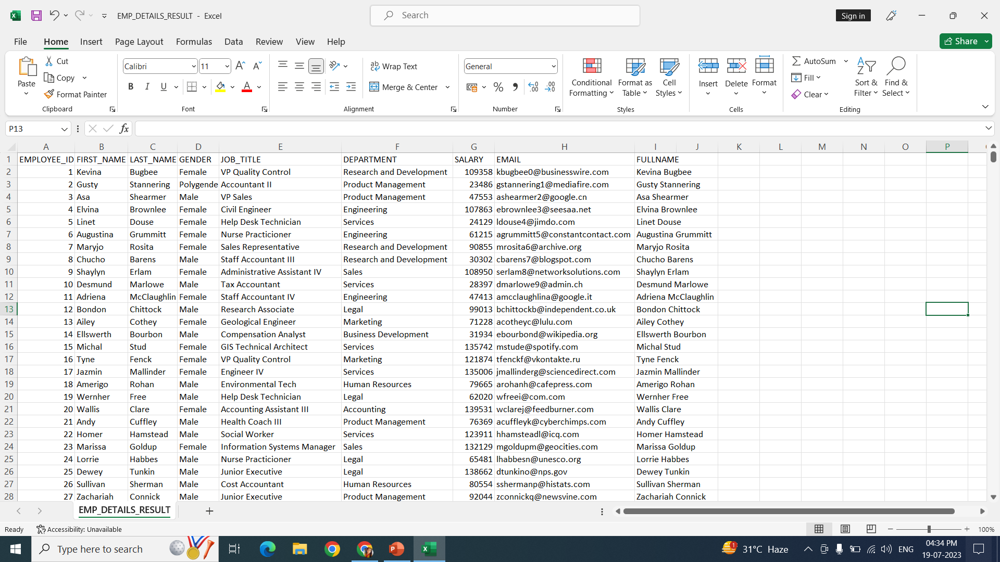 EMP_DETAILS_RESULT - Excel
Search
Sign in
File Home Insert Page Layout Formulas Data Review View Help
Share
Paste
Cut
Copy
Format Painter
Clipboard
Calibri 11
B I U
Font
Wrap Text
Merge & Center
Alignment
General
Number
Conditional Formatting
Format as Table
Cell Styles
Styles
Insert
Delete
Format
Cells
AutoSum
Fill
Clear
Sort & Filter
Find & Select
Editing
P13
fx
A B C D E F G H I J K L M N O P
1 EMPLOYEE_ID FIRST_NAME LAST_NAME GENDER JOB_TITLE DEPARTMENT SALARY EMAIL FULLNAME
2 1 Kevina Bugbee Female VP Quality Control Research and Development 109358 kbugbee0@businesswire.com Kevina Bugbee
3 2 Gusty Stannering Polygende Accountant II Product Management 23486 gstannering1@mediafire.com Gusty Stannering
4 3 Asa Shearmer Male VP Sales Product Management 47553 ashearmer2@google.cn Asa Shearmer
5 4 Elvina Brownlee Female Civil Engineer Engineering 107863 ebrownlee3@seesaa.net Elvina Brownlee
6 5 Linet Douse Female Help Desk Technician Services 24129 ldouse4@jimdo.com Linet Douse
7 6 Augustina Grummitt Female Nurse Practicioner Engineering 61215 agrummitt5@constantcontact.com Augustina Grummitt
8 7 Maryjo Rosita Female Sales Representative Research and Development 90855 mrosita6@archive.org Maryjo Rosita
9 8 Chucho Barens Male Staff Accountant III Research and Development 30302 cbarens7@blogspot.com Chucho Barens
10 9 Shaylyn Erlam Female Administrative Assistant IV Sales 108950 serlam8@networksolutions.com Shaylyn Erlam
11 10 Desmund Marlowe Male Tax Accountant Services 28397 dmarlowe9@admin.ch Desmund Marlowe
12 11 Adriena McClaughlin Female Staff Accountant IV Engineering 47413 amcclaughlina@google.it Adriena McClaughlin
13 12 Bondon Chittock Male Research Associate Legal 99013 bchittockb@independent.co.uk Bondon Chittock
14 13 Ailey Cothey Female Geological Engineer Marketing 71228 acotheyc@lulu.com Ailey Cothey
15 14 Ellswerth Bourbon Male Compensation Analyst Business Development 31934 ebourbond@wikipedia.org Ellswerth Bourbon
16 15 Michal Stud Female GIS Technical Architect Services 135742 mstude@spotify.com Michal Stud
17 16 Tyne Fenck Female VP Quality Control Marketing 121874 tfenckf@vkontakte.ru Tyne Fenck
18 17 Jazmin Mallinder Female Engineer IV Services 135006 jmallinderg@sciencedirect.com Jazmin Mallinder
19 18 Amerigo Rohan Male Environmental Tech Human Resources 79665 arohanh@cafepress.com Amerigo Rohan
20 19 Wernher Free Male Help Desk Technician Legal 62020 wfreei@com.com Wernher Free
21 20 Wallis Clare Female Accounting Assistant III Accounting 139531 wclarej@feedburner.com Wallis Clare
22 21 Andy Cuffley Male Health Coach III Product Management 76369 acuffleyk@cyberchimps.com Andy Cuffley
23 22 Homer Hamstead Male Social Worker Services 123911 hhamsteadl@icq.com Homer Hamstead
24 23 Marissa Goldup Female Information Systems Manager Sales 132129 mgoldupm@geocities.com Marissa Goldup
25 24 Lorrie Habbes Male Nurse Practicioner Legal 65481 lhabbesn@unesco.org Lorrie Habbes
26 25 Dewey Tunkin Male Junior Executive Legal 138662 dtunkino@nps.gov Dewey Tunkin
27 26 Sullivan Sherman Male Cost Accountant Human Resources 80554 sshermanp@histats.com Sullivan Sherman
28 27 Zachariah Connick Male Junior Executive Product Management 92044 zconnickq@newsvine.com Zachariah Connick
EMP_DETAILS_RESULT
Ready Accessibility: Unavailable 100%
Type here to search
31°C Haze
ENG
04:34 PM
19-07-2023